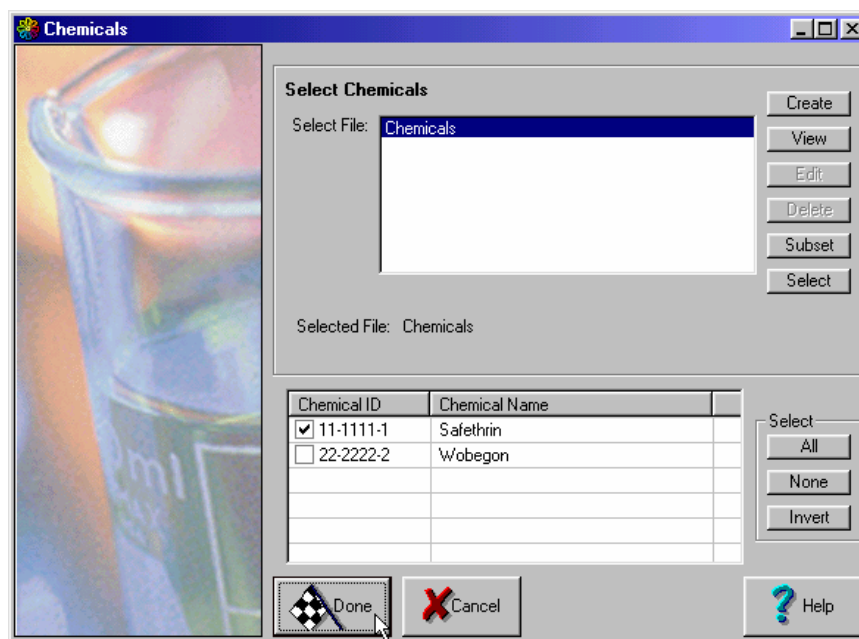 Chemicals
Select Chemicals
Select File: Chemicals
Create
View
Edit
Delete
Subset
Select
Selected File: Chemicals
Chemical ID Chemical Name
11-1111-1 Safethrin
22-2222-2 Wobegon
Select
All
None
Invert
0ml
Done Cancel Help